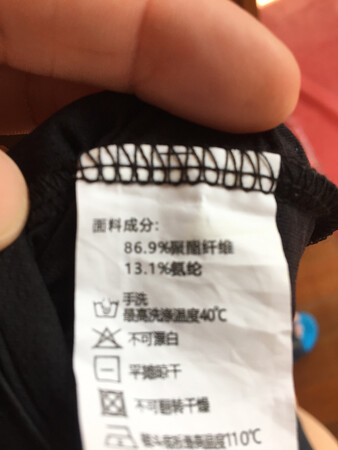 面料成分:
86.9%聚酯纤维
13.1%氨纶
手洗
最高洗涤温度40℃
不可漂白
平摊晾干
不可翻转干燥
110℃